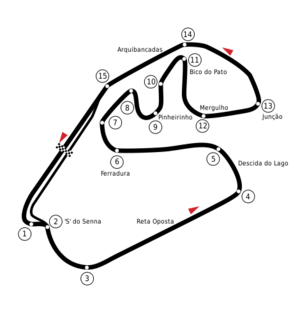 14
Arquibancadas
11
Bico do Pato
15
10
8
Pinheirinho
Mergulho
13
Junção
7
9
12
6
5
Ferradura
Descida do Lago
4
2
'S' do Senna
Reta Oposta
1
3